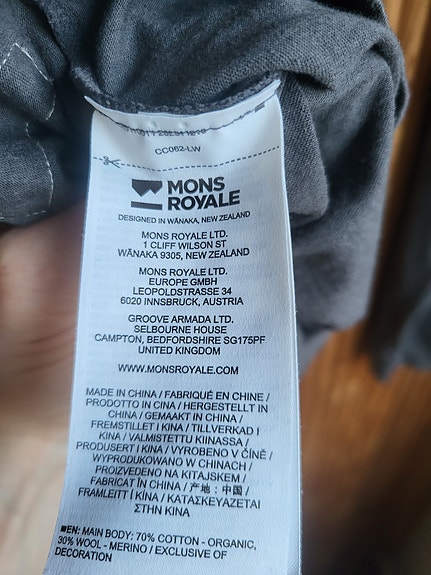 CC062-LW
MONS
ROYALE
DESIGNED IN WĀNAKA, NEW ZEALAND
MONS ROYALE LTD.
1 CLIFF WILSON ST
WĀNAKA 9305, NEW ZEALAND
MONS ROYALE LTD.
EUROPE GMBH
LEOPOLDSTRASSE 34
6020 INNSBRUCK, AUSTRIA
GROOVE ARMADA LTD.
SELBOURNE HOUSE
CAMPTON, BEDFORDSHIRE SG175PF
UNITED KINGDOM
WWW.MONSROYALE.COM
MADE IN CHINA / FABRIQUÉ EN CHINE /
PRODOTTO IN CINA / HERGESTELLT IN
CHINA / GEMAAKT IN CHINA /
FREMSTILLET I KINA / TILLVERKAD I
KINA / VALMISTETTU KIINASSA /
PRODUSERT I KINA / VYROBENO V ČÍNĚ /
WYPRODUKOWANO W CHINACH /
PROIZVEDENO NA KITAJSKEM /
FABRICAT ÎN CHINA / 产地：中国 /
FRAMLEITT Í KÍNA / ΚΑΤΑΣΚΕΥΑΖΕΤΑΙ
ΣΤΗΝ ΚΙΝΑ
■EN: MAIN BODY: 70% COTTON - ORGANIC,
30% WOOL - MERINO / EXCLUSIVE OF
DECORATION